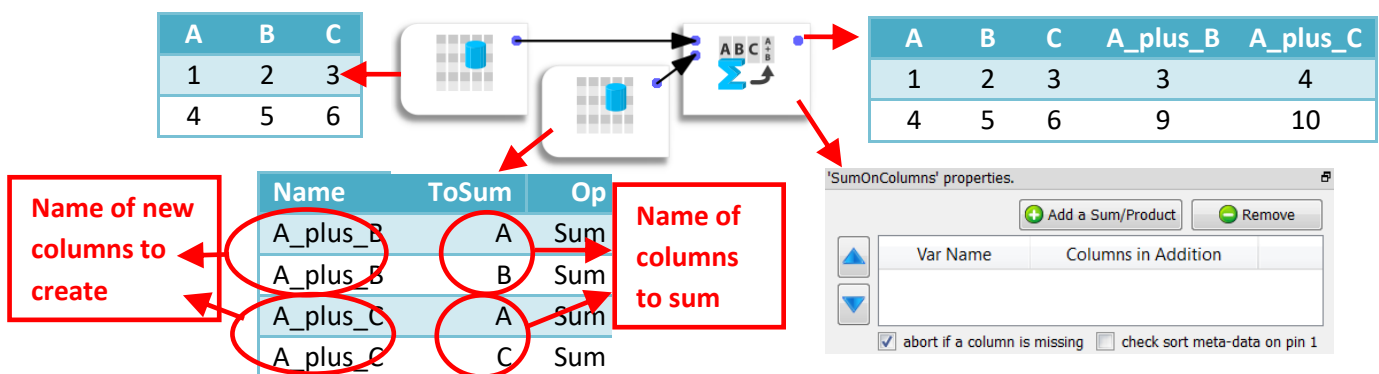 A B C
1 2 3
4 5 6
A B C A + B
A B C A_plus_B A_plus_C
1 2 3 3 4
4 5 6 9 10
Name of new
columns to
create
Name ToSum Op
A_plus_B A Sum
A_plus_B B Sum
A_plus_C A Sum
A_plus_C C Sum
Name of
columns
to sum
'SumOnColumns' properties.
Add a Sum/Product Remove
Var Name Columns in Addition
abort if a column is missing check sort meta-data on pin 1